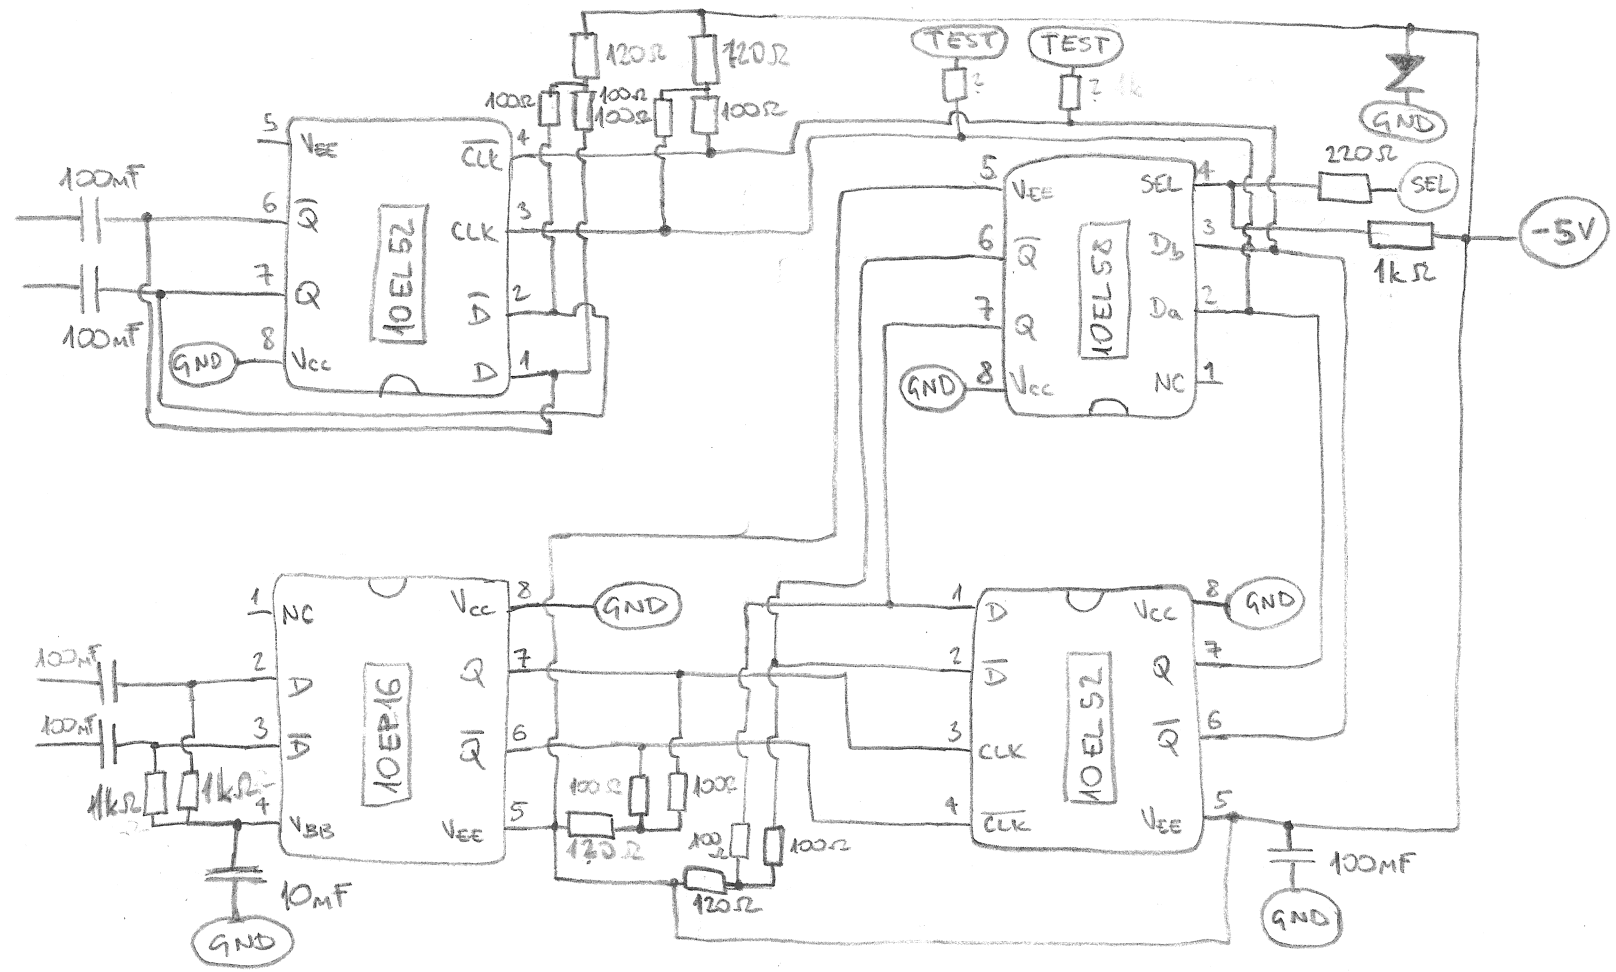 120Ω
120Ω
TEST
TEST
?
? 1k
GND
100Ω
100Ω
100Ω
100Ω
5
VEE
4
CLK
100mF
6
Q
10EL52
3
CLK
7
Q
2
D
100mF
GND
8
Vcc
1
D
5
VEE
4
SEL
220Ω
SEL
6
Q
10EL58
3
Db
1kΩ
-5V
7
Q
2
Da
GND
8
Vcc
1
NC
1
NC
8
Vcc
GND
100mF
2
D
10EP16
7
Q
100mF
3
D
6
Q
1kΩ
1kΩ
4
VBB
5
VEE
100Ω
100Ω
120Ω
10mF
GND
100Ω
100Ω
120Ω
1
D
8
Vcc
GND
2
D
10EL52
7
Q
3
CLK
6
Q
4
CLK
5
VEE
100mF
GND